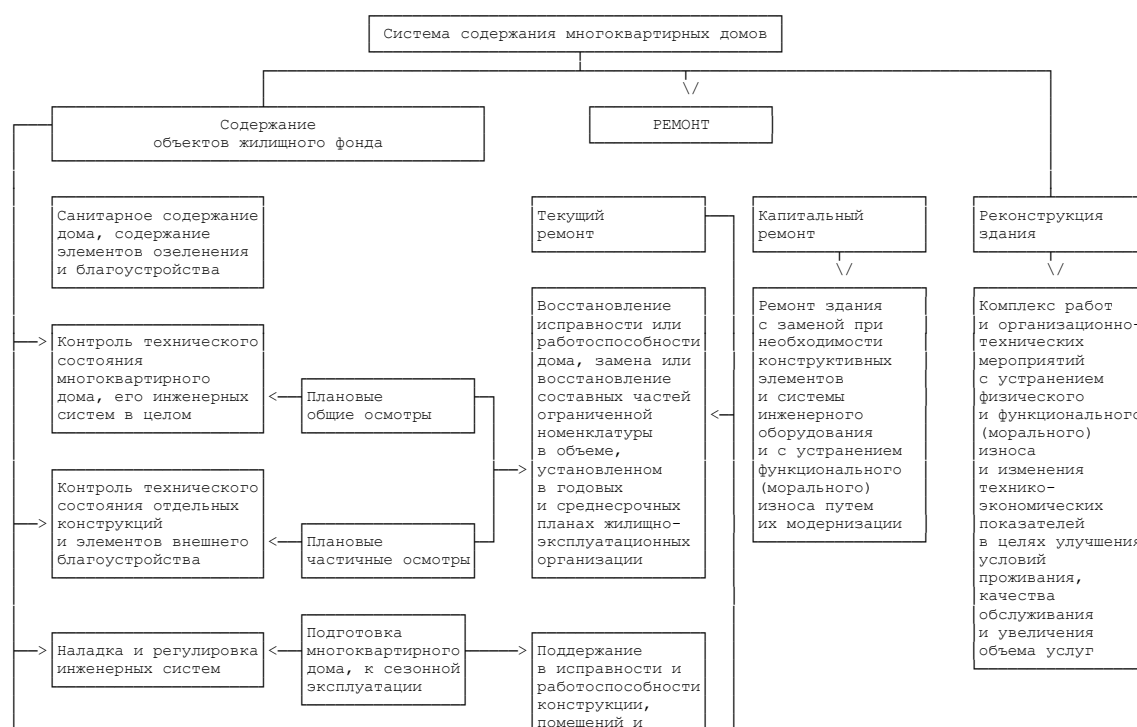 Система содержания многоквартирных домов
Содержание
объектов жилищного фонда
РЕМОНТ
Санитарное содержание
дома, содержание
элементов озеленения
и благоустройства
Текущий
ремонт
Капитальный
ремонт
Реконструкция
здания
Контроль технического
состояния
многоквартирного
дома, его инженерных
систем в целом
Плановые
общие осмотры
Восстановление
исправности или
работоспособности
дома, замена или
восстановление
составных частей
ограниченной
номенклатуры
в объеме,
установленном
в годовых
и среднесрочных
планах жилищно-
эксплуатационных
организации
Ремонт здания
с заменой при
необходимости
конструктивных
элементов
и системы
инженерного
оборудования
и с устранением
функционального
(морального)
износа путем
их модернизации
Комплекс работ
и организационно-
технических
мероприятий
с устранением
физического
и функционального
(морального)
износа
и изменения
технико-
экономических
показателей
в целях улучшения
условий
проживания,
качества
обслуживания
и увеличения
объема услуг
Контроль технического
состояния отдельных
конструкций
и элементов внешнего
благоустройства
Плановые
частичные осмотры
Наладка и регулировка
инженерных систем
Подготовка
многоквартирного
дома, к сезонной
эксплуатации
Поддержание
в исправности и
работоспособности
конструкции,
помещений и